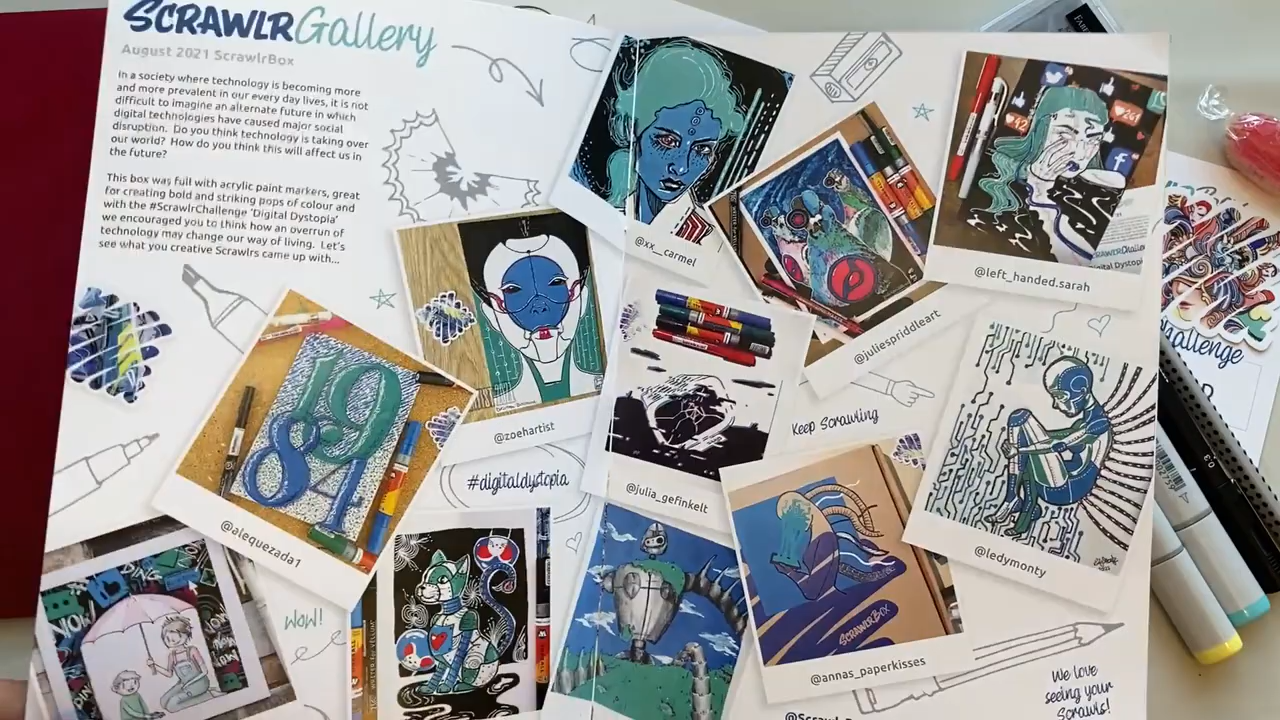 SCRAWLRGallery
August 2021 ScrawlrBox
In a society where technology is becoming more
and more prevalent in our every day lives, it is not
difficult to imagine an alternate future in which
digital technologies have caused major social
disruption. Do you think technology is taking over
our world? How do you think this will affect us in
the future?
This box was full with acrylic paint markers, great
for creating bold and striking pops of colour and
with the #ScrawlrChallenge 'Digital Dystopia'
we encouraged you to think how an overrun of
technology may change our way of living. Let's
see what you creative Scrawlrs came up with...
@xx__carmel
@left_handed.sarah
@juliespriddleart
@zoehartist
Keep Scrawling
19
84
#digitaldystopia
@julia_gefinkelt
@alequezada1
@ledymonty
WOW!
SCRAWLRBOX
@annas_paperkisses
We love
seeing your
Scrawls!